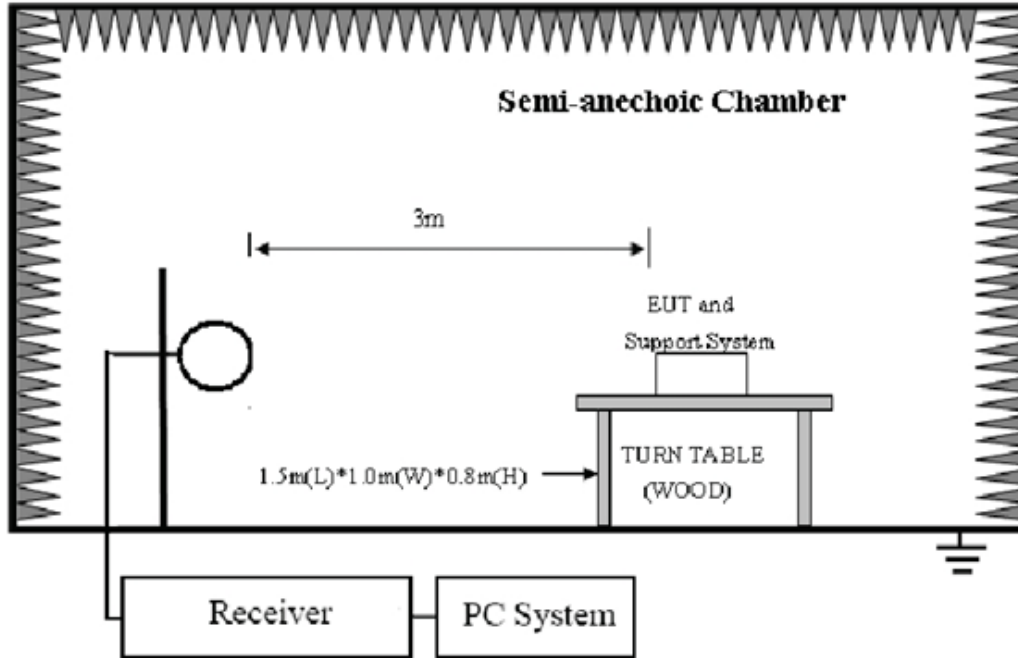 Semi-anechoic Chamber
3m
EUT and
Support System
1.5m(L)*1.0m(W)*0.8m(H)
TURN TABLE
(WOOD)
Receiver
PC System